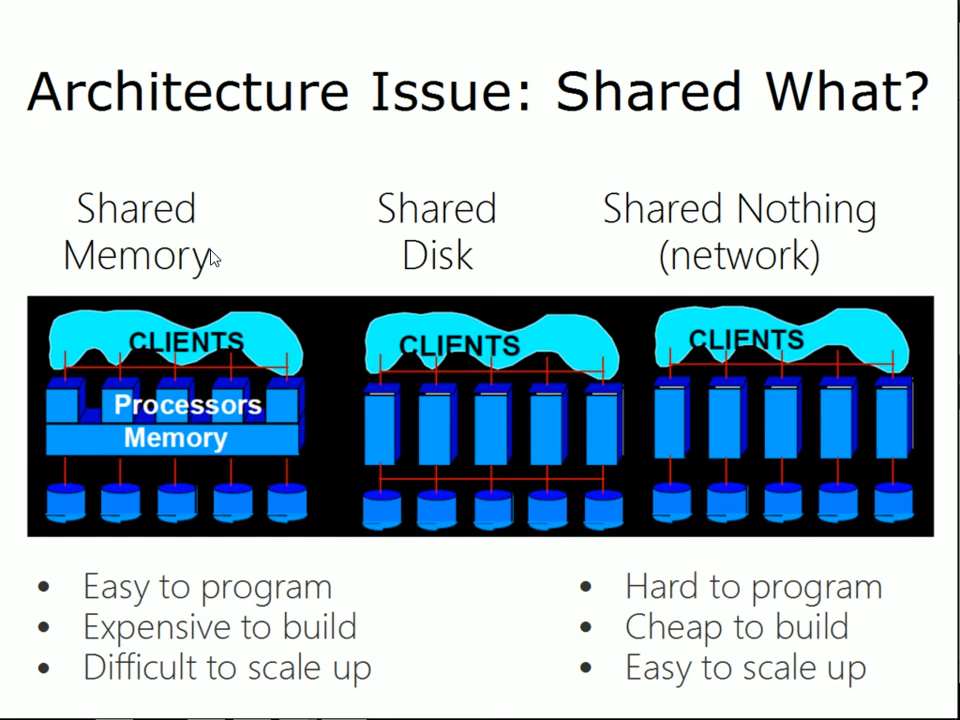 Architecture Issue: Shared What?
Shared
Memory
Shared
Disk
Shared Nothing
(network)
CLIENTS
Processors
Memory
CLIENTS
CLIENTS
• Easy to program
• Expensive to build
• Difficult to scale up
• Hard to program
• Cheap to build
• Easy to scale up